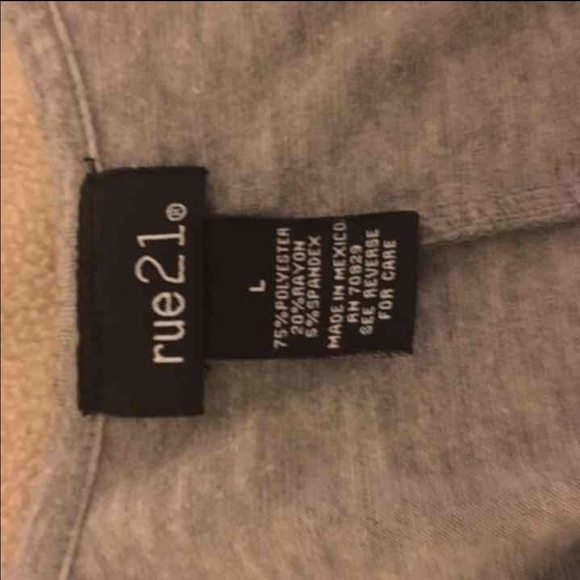 rue21®
L
75%POLYESTER
20%RAYON
5%SPANDEX
MADE IN MEXICO
RN 70829
SEE REVERSE
FOR CARE